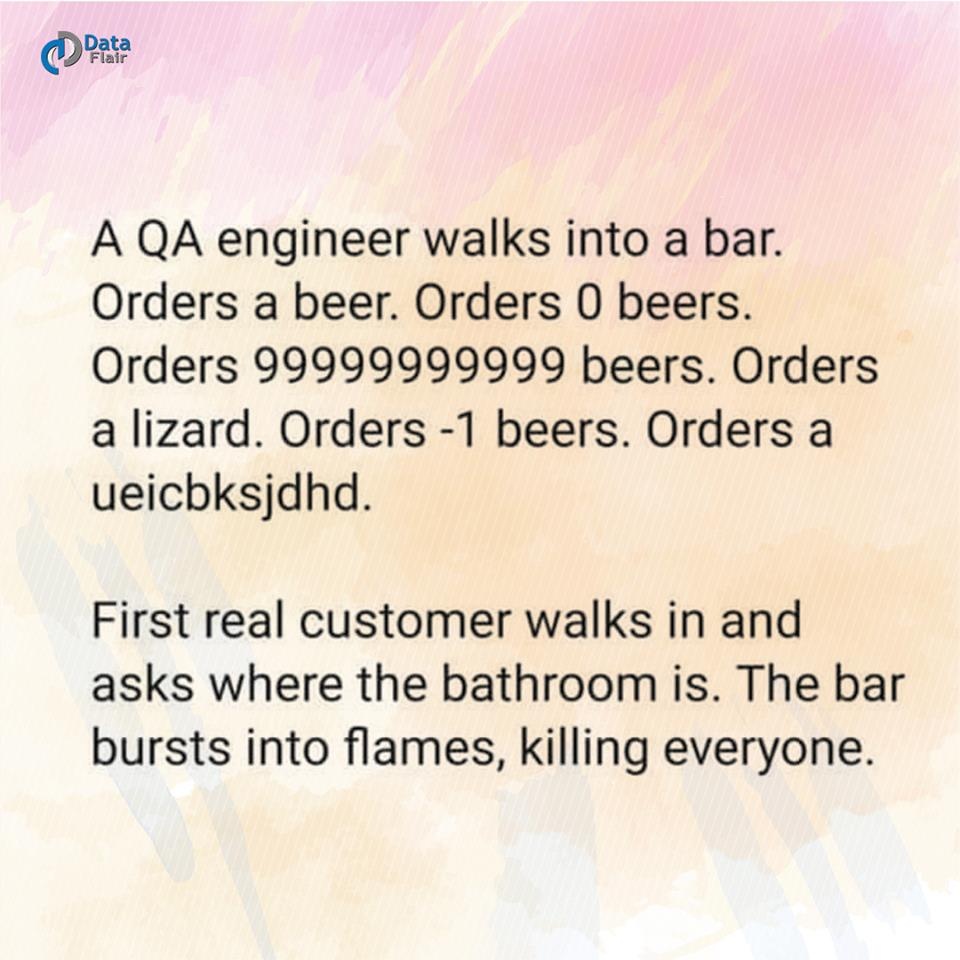 Data
Flair
A QA engineer walks into a bar.
Orders a beer. Orders 0 beers.
Orders 99999999999 beers. Orders
a lizard. Orders -1 beers. Orders a
ueicbksjdhd.
First real customer walks in and
asks where the bathroom is. The bar
bursts into flames, killing everyone.